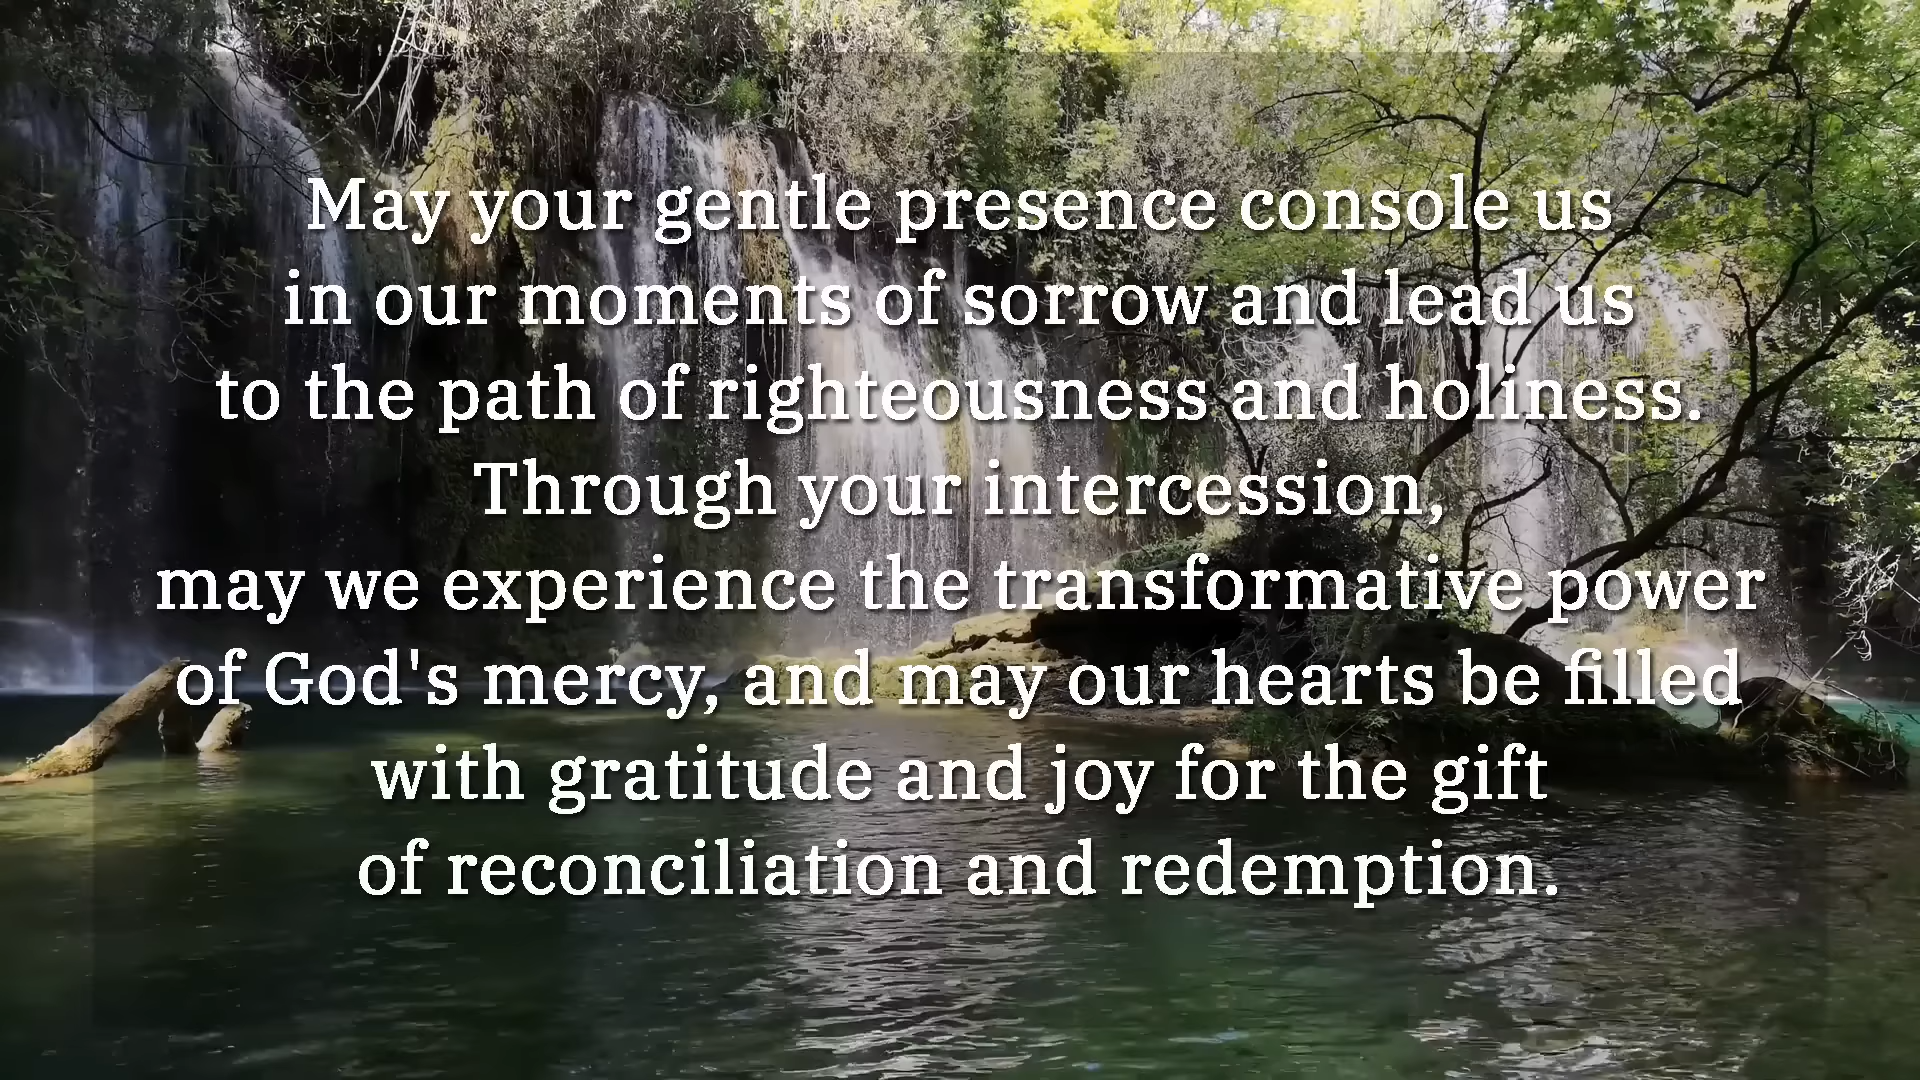 May your gentle presence console us
in our moments of sorrow and lead us
to the path of righteousness and holiness.
Through your intercession,
may we experience the transformative power
of God's mercy, and may our hearts be filled
with gratitude and joy for the gift
of reconciliation and redemption.